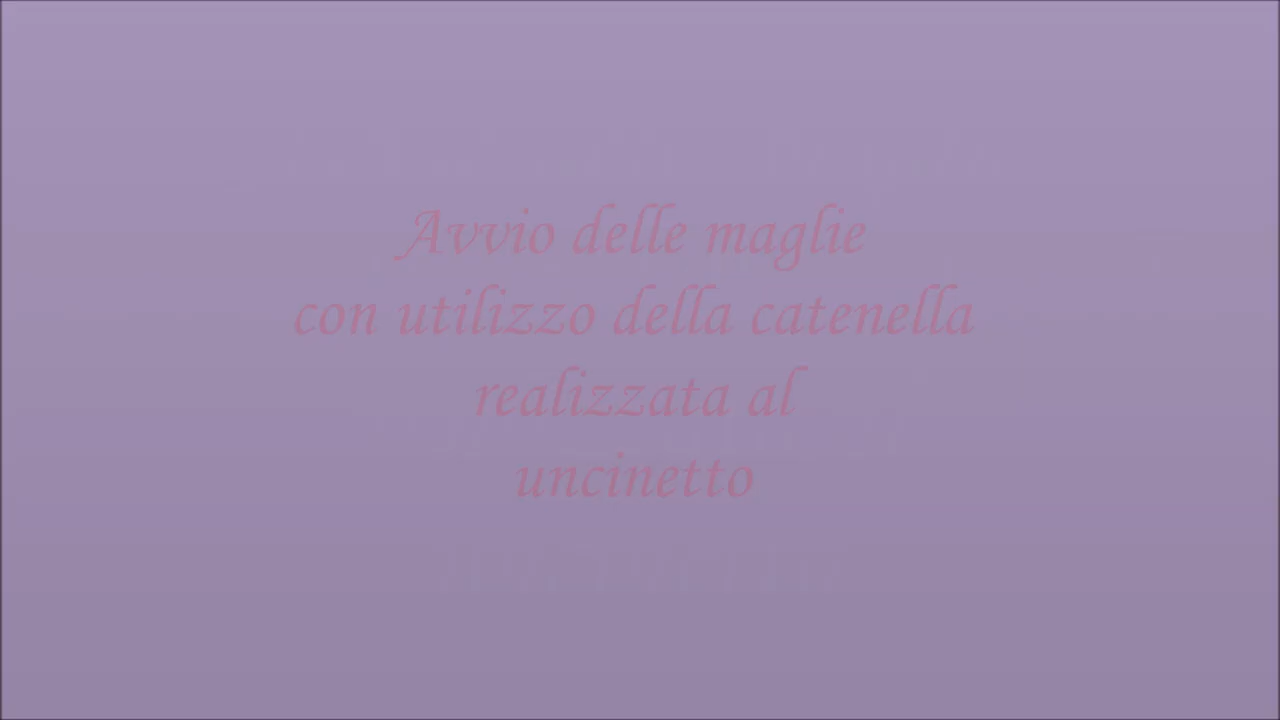 Avvio delle maglie
con utilizzo della catenella
realizzata al
uncinetto